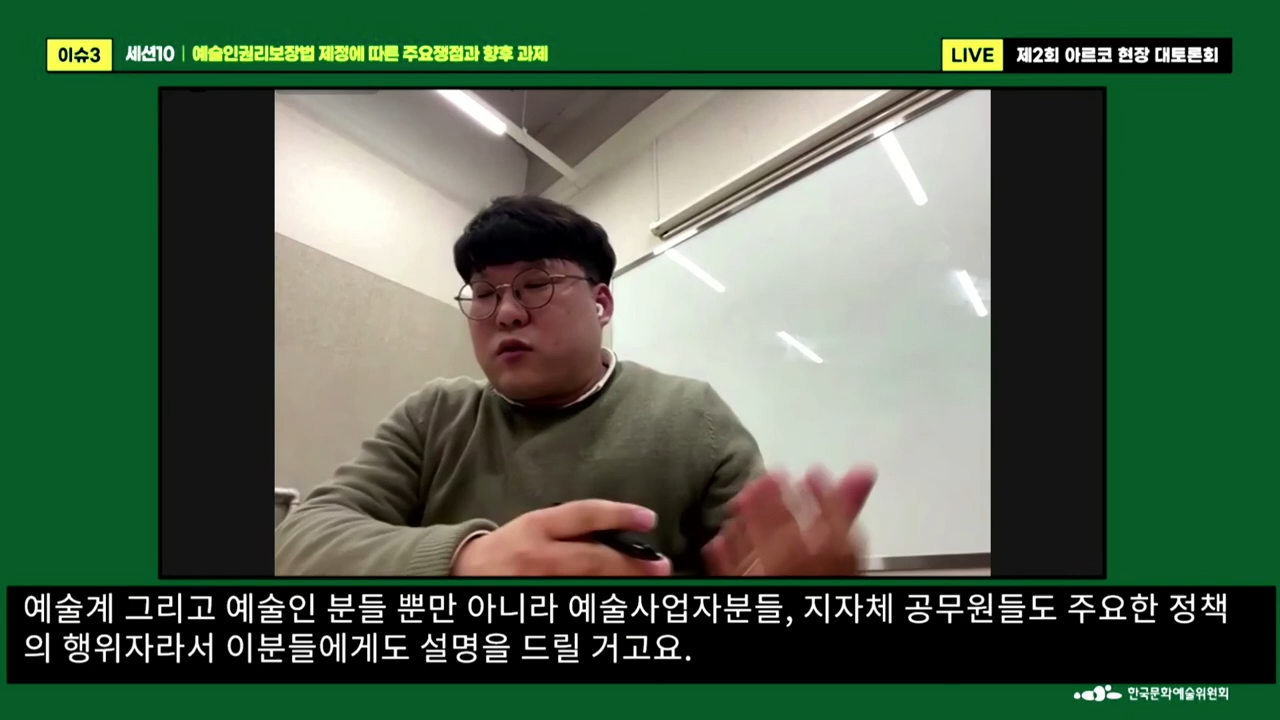 이슈3 세션10 | 예술인권리보장법 제정에 따른 주요쟁점과 향후 과제
LIVE 제2회 아르코 현장 대토론회
예술계 그리고 예술인 분들 뿐만 아니라 예술사업자분들, 지자체 공무원들도 주요한 정책
의 행위자라서 이분들에게도 설명을 드릴 거고요.
한국문화예술위원회